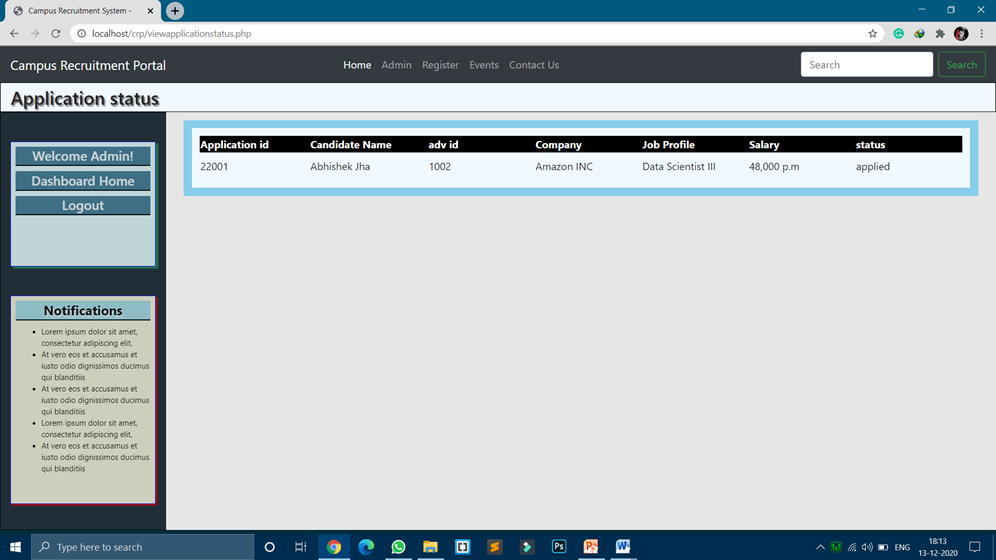 Campus Recruitment System -
localhost/crp/viewapplicationstatus.php
Campus Recruitment Portal Home Admin Register Events Contact Us Search Search
Application status
Welcome Admin!
Dashboard Home
Logout
Notifications
Lorem ipsum dolor sit amet,
consectetur adipiscing elit,
At vero eos et accusamus et
iusto odio dignissimos ducimus
qui blanditiis
At vero eos et accusamus et
iusto odio dignissimos ducimus
qui blanditiis
Lorem ipsum dolor sit amet,
consectetur adipiscing elit,
At vero eos et accusamus et
iusto odio dignissimos ducimus
qui blanditiis
Application id Candidate Name adv id Company Job Profile Salary status
22001 Abhishek Jha 1002 Amazon INC Data Scientist III 48,000 p.m applied
Type here to search
Ps
ENG
18:13
13-12-2020